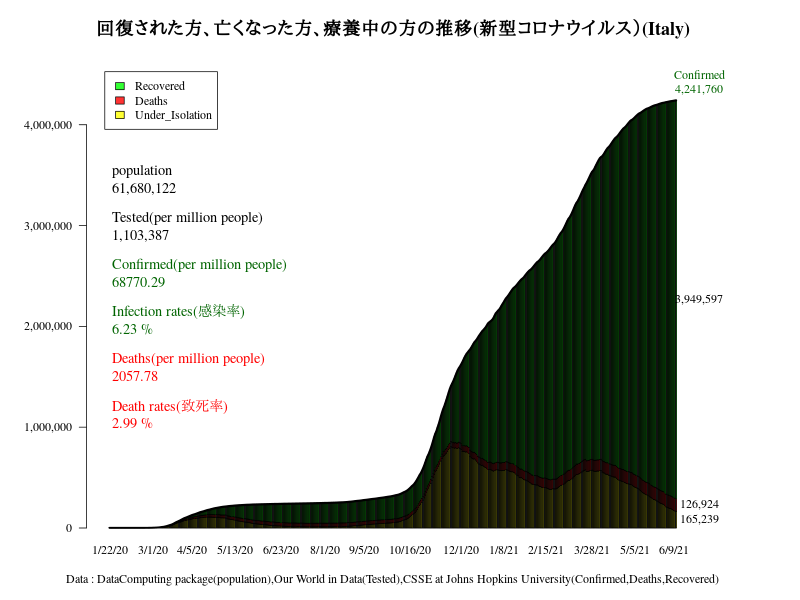 回復された方、亡くなった方、療養中の方の推移(新型コロナウイルス）(Italy)
Confirmed
4,241,760
Recovered
Deaths
Under_Isolation
4,000,000
3,000,000
2,000,000
1,000,000
0
population
61,680,122
Tested(per million people)
1,103,387
Confirmed(per million people)
68770.29
Infection rates(感染率)
6.23 %
Deaths(per million people)
2057.78
Death rates(致死率)
2.99 %
3,949,597
126,924
165,239
1/22/20 3/1/20 4/5/20 5/13/20 6/23/20 8/1/20 9/5/20 10/16/20 12/1/20 1/8/21 2/15/21 3/28/21 5/5/21 6/9/21
Data : DataComputing package(population),Our World in Data(Tested),CSSE at Johns Hopkins University(Confirmed,Deaths,Recovered)